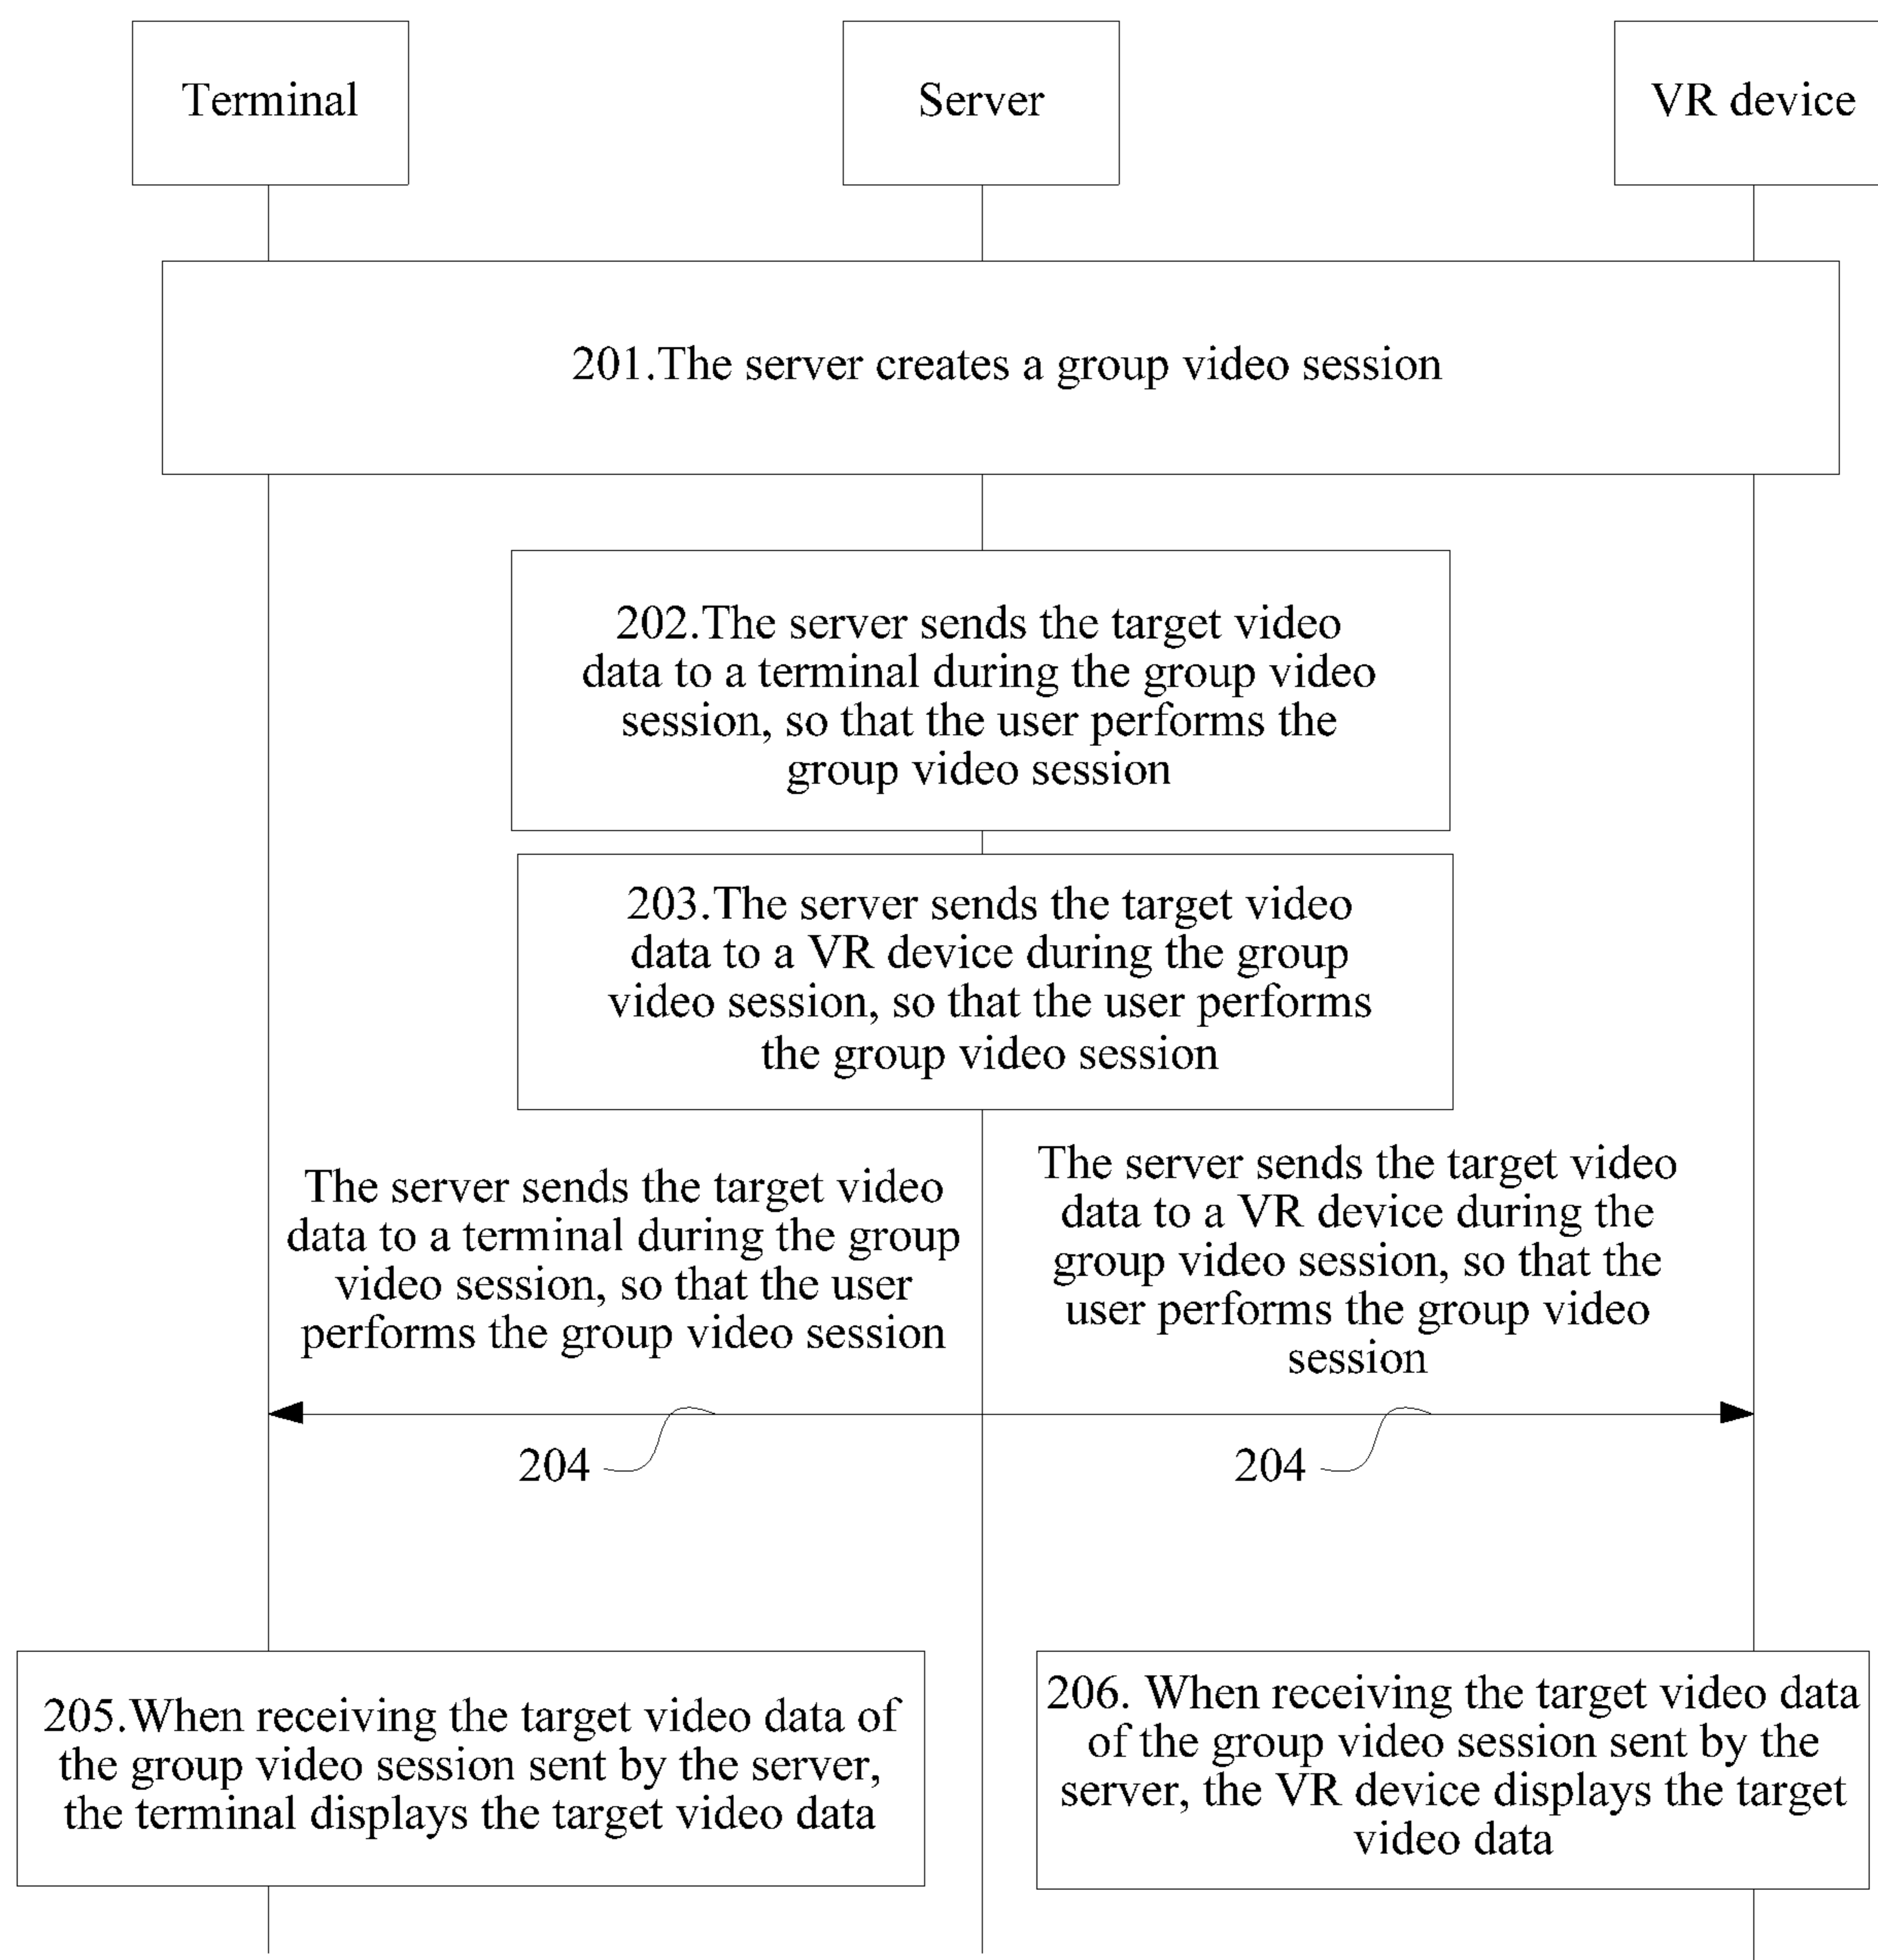 Terminal
Server
VR device
201.The server creates a group video session
202.The server sends the target video
data to a terminal during the group video
session, so that the user performs the
group video session
203.The server sends the target video
data to a VR device during the group
video session, so that the user performs
the group video session
The server sends the target video
data to a terminal during the group
video session, so that the user
performs the group video session
The server sends the target video
data to a VR device during the
group video session, so that the
user performs the group video
session
204
204
205.When receiving the target video data of
the group video session sent by the server,
the terminal displays the target video data
206. When receiving the target video data
of the group video session sent by the
server, the VR device displays the target
video data